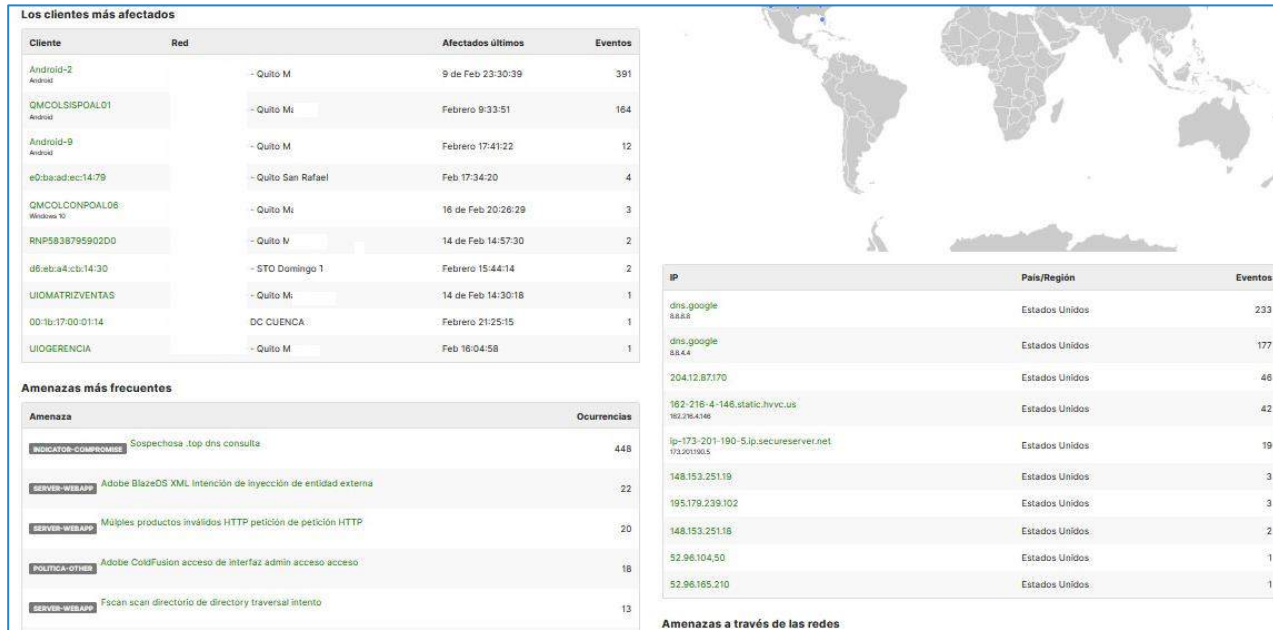 Los clientes más afectados
Cliente Red Afectados últimos Eventos
Android-2 - Quito M 9 de Feb 23:30:39 391
Android
QMCOLSISPOAL01 - Quito Ma Febrero 9:33:51 164
Android
Android-9 - Quito M Febrero 17:41:22 12
Android
e0:ba:ad:ec:14:79 - Quito San Rafael Feb 17:34:20 4
QMCOLCONPOAL06 - Quito Ma 16 de Feb 20:26:29 3
Windows 10
RNP5838795902D0 - Quito M 14 de Feb 14:57:30 2
d6:eb:a4:cb:14:30 - STO Domingo 1 Febrero 15:44:14 2
UIOMATRIZVENTAS - Quito Ma 14 de Feb 14:30:18 1
00:1b:17:00:01:14 DC CUENCA Febrero 21:25:15 1
UIOGERENCIA - Quito M Feb 16:04:58 1
Amenazas más frecuentes
Amenaza Ocurrencias
INDICATOR-COMPROMISE Sospechosa .top dns consulta 448
SERVER-WEBAPP Adobe BlazeDS XML Intención de inyección de entidad externa 22
SERVER-WEBAPP Múlples productos inválidos HTTP petición de petición HTTP 20
POLITICA-OTHER Adobe ColdFusion acceso de interfaz admin acceso acceso 18
SERVER-WEBAPP Fscan scan directorio de directory traversal intento 13
IP País/Región Eventos
dns.google Estados Unidos 233
8.8.8.8
dns.google Estados Unidos 177
8.8.4.4
204.12.87.170 Estados Unidos 46
162-216-4-146.static.hvvc.us Estados Unidos 42
162.216.4.146
ip-173-201-190-5.ip.secureserver.net Estados Unidos 19
173.201.190.5
148.153.251.19 Estados Unidos 3
195.179.239.102 Estados Unidos 3
148.153.251.18 Estados Unidos 2
52.96.104,50 Estados Unidos 1
52.96.165.210 Estados Unidos 1
Amenazas a través de las redes